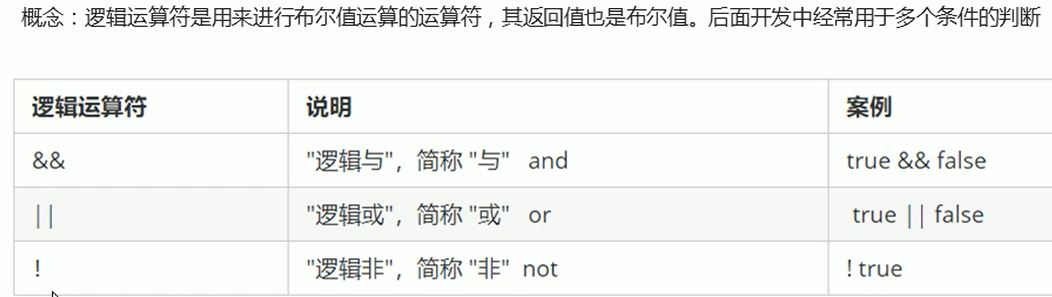 概念：逻辑运算符是用来进行布尔值运算的运算符，其返回值也是布尔值。后面开发中经常用于多个条件的判断
逻辑运算符 说明 案例
&& "逻辑与"，简称 "与" and true && false
|| "逻辑或"，简称 "或" or true || false
! "逻辑非"，简称 "非" not ! true